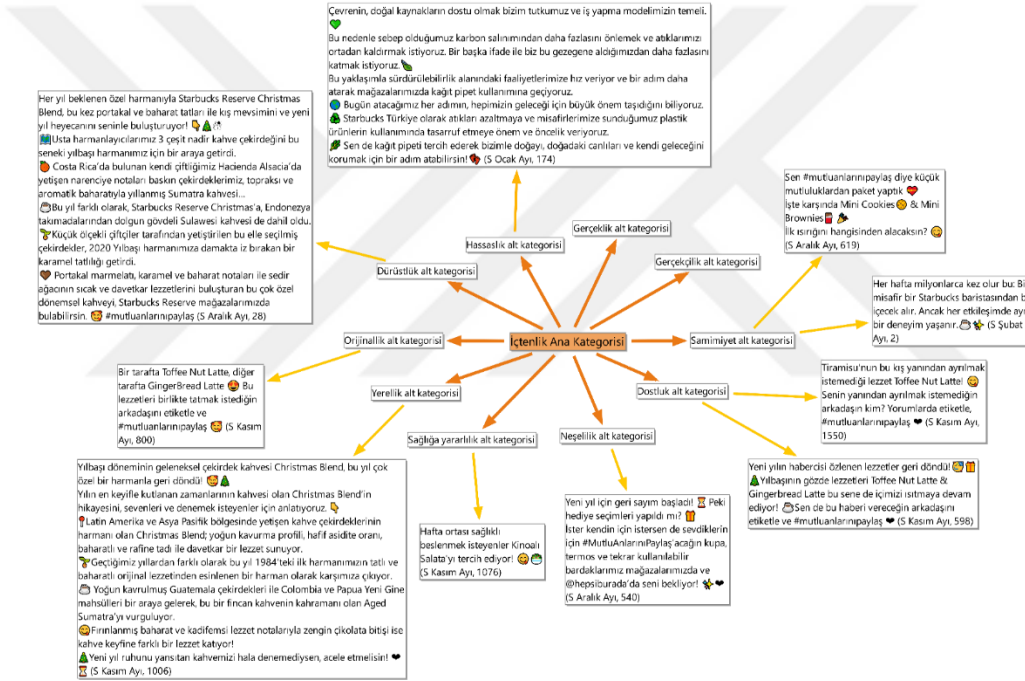 Çevrenin, doğal kaynakların dostu olmak bizim tutkumuz ve iş yapma modelimizin temeli.
💚
Bu nedenle sebep olduğumuz karbon salınımından daha fazlasını önlemek ve atıklarımızı
ortadan kaldırmak istiyoruz. Bir başka ifade ile biz bu gezegene aldığımızdan daha fazlasını
katmak istiyoruz.
Bu yaklaşımla sürdürülebilirlik alanındaki faaliyetlerimize hız veriyor ve bir adım daha
atarak mağazalarımızda kağıt pipet kullanımına geçiyoruz.
🌍 Bugün atacağımız her adımın, hepimizin geleceği için büyük önem taşıdığını biliyoruz.
♻ Starbucks Türkiye olarak atıkları azaltmaya ve misafirlerimize sunduğumuz plastik
ürünlerin kullanımında tasarruf etmeye önem ve öncelik veriyoruz.
🌿 Sen de kağıt pipeti tercih ederek bizimle doğayı, doğadaki canlıları ve kendi geleceğini
korumak için bir adım atabilirsin! (S Ocak Ayı, 174)
Her yıl beklenen özel harmanıyla Starbucks Reserve Christmas
Blend, bu kez portakal ve baharat tatları ile kış mevsimini ve yeni
yıl heyecanını seninle buluşturuyor! 👇🎄
Usta harmanlayıcılarımız 3 çeşit nadir kahve çekirdeğini bu
seneki yılbaşı harmanımız için bir araya getirdi.
🍊 Costa Rica'da bulunan kendi çiftliğimiz Hacienda Alsacia'da
yetişen narenciye notaları baskın çekirdeklerimiz, topraksı ve
aromatik baharatıyla yıllanmış Sumatra kahvesi...
☕Bu yıl farklı olarak, Starbucks Reserve Christmas'a, Endonezya
takımadalarından dolgun gövdeli Sulawesi kahvesi de dahil oldu.
🌱Küçük ölçekli çiftçiler tarafından yetiştirilen bu elle seçilmiş
çekirdekler, 2020 Yılbaşı harmanımıza damakta iz bırakan bir
karamel tatlılığı getirdi.
🤎 Portakal marmelatı, karamel ve baharat notaları ile sedir
ağacının sıcak ve davetkar lezzetlerini buluşturan bu çok özel
dönemsel kahveyi, Starbucks Reserve mağazalarımızda
bulabilirsin. 🥰 #mutluanlarınıpaylaş (S Aralık Ayı, 28)
Sen #mutluanlarınıpaylaş diye küçük
mutluluklardan paket yaptık
İşte karşında Mini Cookies🍪 & Mini
Brownies
İlk ısırığını hangisinden alacaksın? 😋
(S Aralık Ayı, 619)
Gerçeklik alt kategorisi
Hassaslık alt kategorisi
Gerçekçilik alt kategorisi
Dürüstlük alt kategorisi
Her hafta milyonlarca kez olur bu: Bi
misafir bir Starbucks baristasından b
içecek alır. Ancak her etkileşimde ay
bir deneyim yaşanır.☕✨ (S Şubat
Ayı, 2)
Orijinallik alt kategorisi
İçtenlik Ana Kategorisi
Samimiyet alt kategorisi
Bir tarafta Toffee Nut Latte, diğer
tarafta GingerBread Latte 🤩 Bu
lezzetleri birlikte tatmak istediğin
arkadaşını etiketle ve
#mutluanlarınıpaylaş 🥰 (S Kasım
Ayı, 800)
Yerellik alt kategorisi
Dostluk alt kategorisi
Tiramisu'nun bu kış yanından ayrılmak
istemediği lezzet Toffee Nut Latte! 😋
Senin yanından ayrılmak istemediğin
arkadaşın kim? Yorumlarda etiketle,
#mutluanlarınıpaylaş ❤ (S Kasım Ayı,
1550)
Sağlığa yararlılık alt kategorisi
Neşelilik alt kategorisi
Yılbaşı döneminin geleneksel çekirdek kahvesi Christmas Blend, bu yıl çok
özel bir harmanla geri döndü! 🥰🎄
Yılın en keyifle kutlanan zamanlarının kahvesi olan Christmas Blend'in
hikayesini, sevenleri ve denemek isteyenler için anlatıyoruz. 👇
📍Latin Amerika ve Asya Pasifik bölgesinde yetişen kahve çekirdeklerinin
harmanı olan Christmas Blend; yoğun kavurma profili, hafif asidite oranı,
baharatlı ve rafine tadı ile davetkar bir lezzet sunuyor.
🌱Geçtiğimiz yıllardan farklı olarak bu yıl 1984'teki ilk harmanımızın tatlı ve
baharatlı orijinal lezzetinden esinlenen bir harman olarak karşımıza çıkıyor.
☕ Yoğun kavrulmuş Guatemala çekirdekleri ile Colombia ve Papua Yeni Gine
mahsülleri bir araya gelerek, bu bir fincan kahvenin kahramanı olan Aged
Sumatra'yı vurguluyor.
😋Fırınlanmış baharat ve kadifemsi lezzet notalarıyla zengin çikolata bitişi ise
kahve keyfine farklı bir lezzet katıyor!
🎄Yeni yıl ruhunu yansıtan kahvemizi hala denemediysen, acele etmelisin! ❤
⏳ (S Kasım Ayı, 1006)
Hafta ortası sağlıklı
beslenmek isteyenler Kinoalı
Salata'yı tercih ediyor! 😋🥗
(S Kasım Ayı, 1076)
Yeni yıl için geri sayım başladı! ⏳ Peki
hediye seçimleri yapıldı mı? 🎁
İster kendin için istersen de sevdiklerin
için #MutluAnlarınıPaylaş'acağın kupa,
termos ve tekrar kullanılabilir
bardaklarımız mağazalarımızda ve
@hepsiburada'da seni bekliyor! ✨❤
(S Aralık Ayı, 540)
Yeni yılın habercisi özlenen lezzetler geri döndü! 🥳🎁
🎄Yılbaşının gözde lezzetleri Toffee Nut Latte &
Gingerbread Latte bu sene de içimizi ısıtmaya devam
ediyor! ☕Sen de bu haberi vereceğin arkadaşını
etiketle ve #mutluanlarınıpaylaş ❤ (S Kasım Ayı, 598)